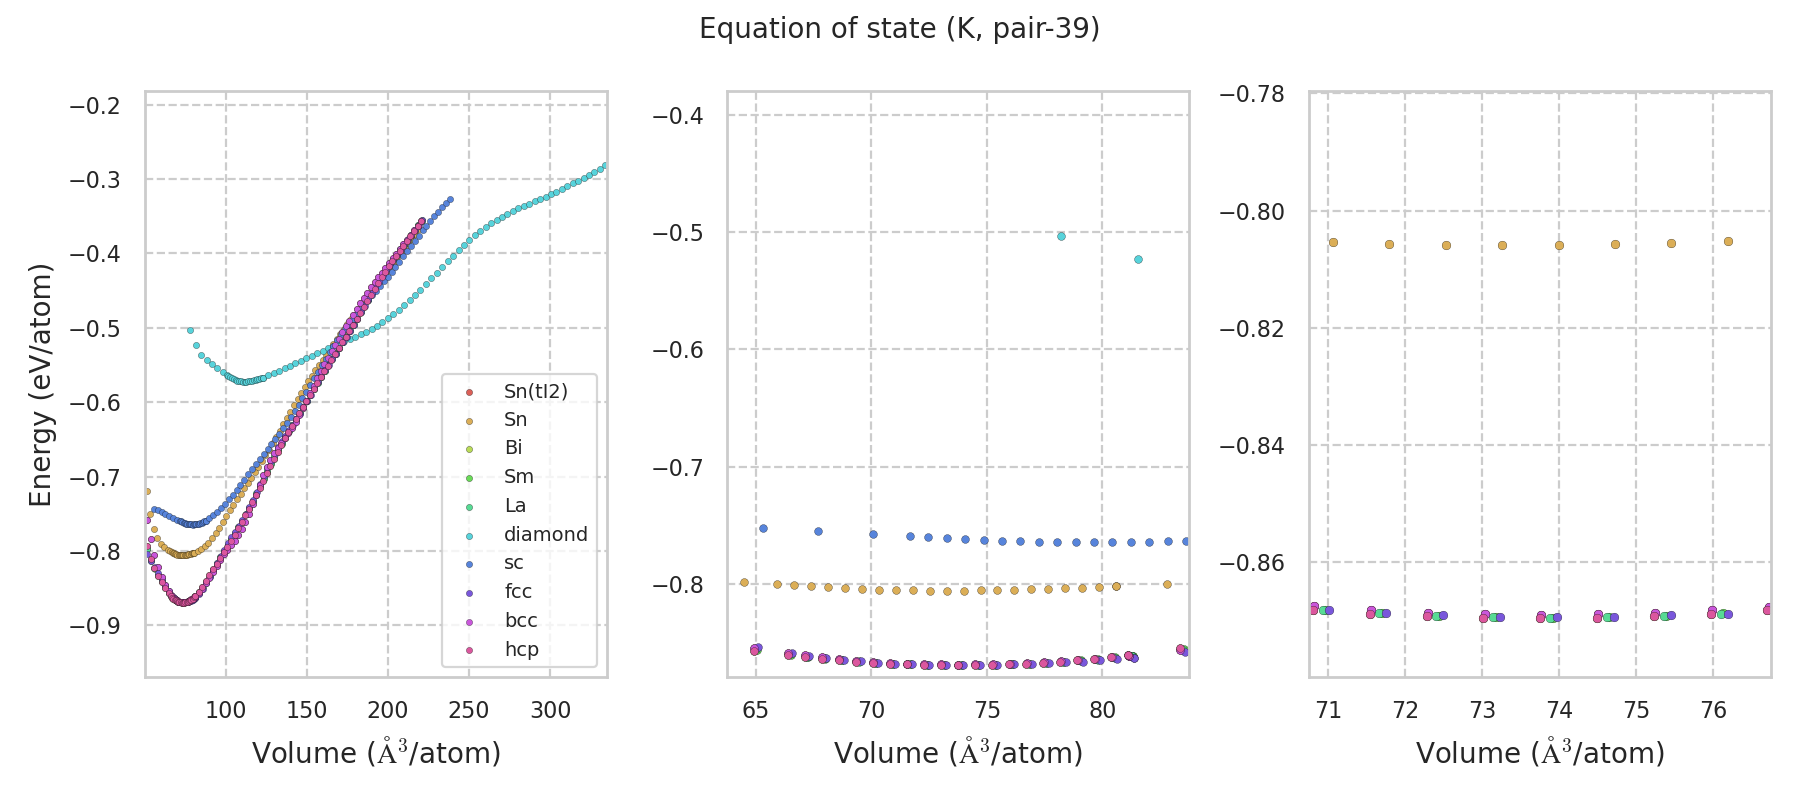 Equation of state (K, pair-39)
−0.2
−0.3
−0.4
−0.5
−0.6
−0.7
−0.8
−0.9
Energy (eV/atom)
100 150 200 250 300
Volume (Å³/atom)
Sn(tI2)
Sn
Bi
Sm
La
diamond
sc
fcc
bcc
hcp
−0.4
−0.5
−0.6
−0.7
−0.8
65 70 75 80
Volume (Å³/atom)
−0.78
−0.80
−0.82
−0.84
−0.86
71 72 73 74 75 76
Volume (Å³/atom)